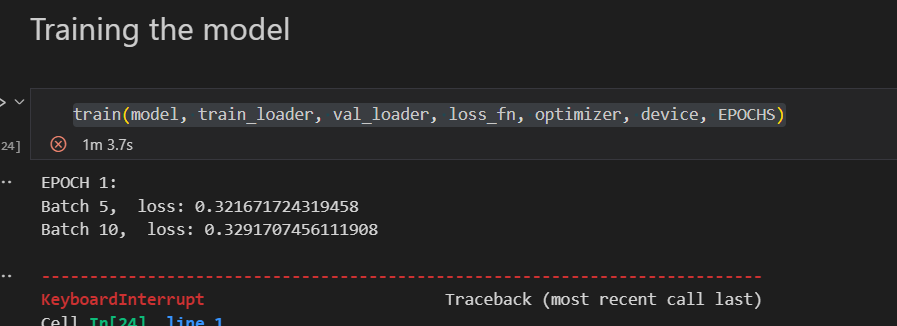 Training the model
train(model, train_loader, val_loader, loss_fn, optimizer, device, EPOCHS)
24]
1m 3.7s
..
EPOCH 1:
Batch 5,  loss: 0.321671724319458
Batch 10,  loss: 0.3291707456111908
..
---------------------------------------------------------------------------
KeyboardInterrupt                         Traceback (most recent call last)
Cell In[24], line 1